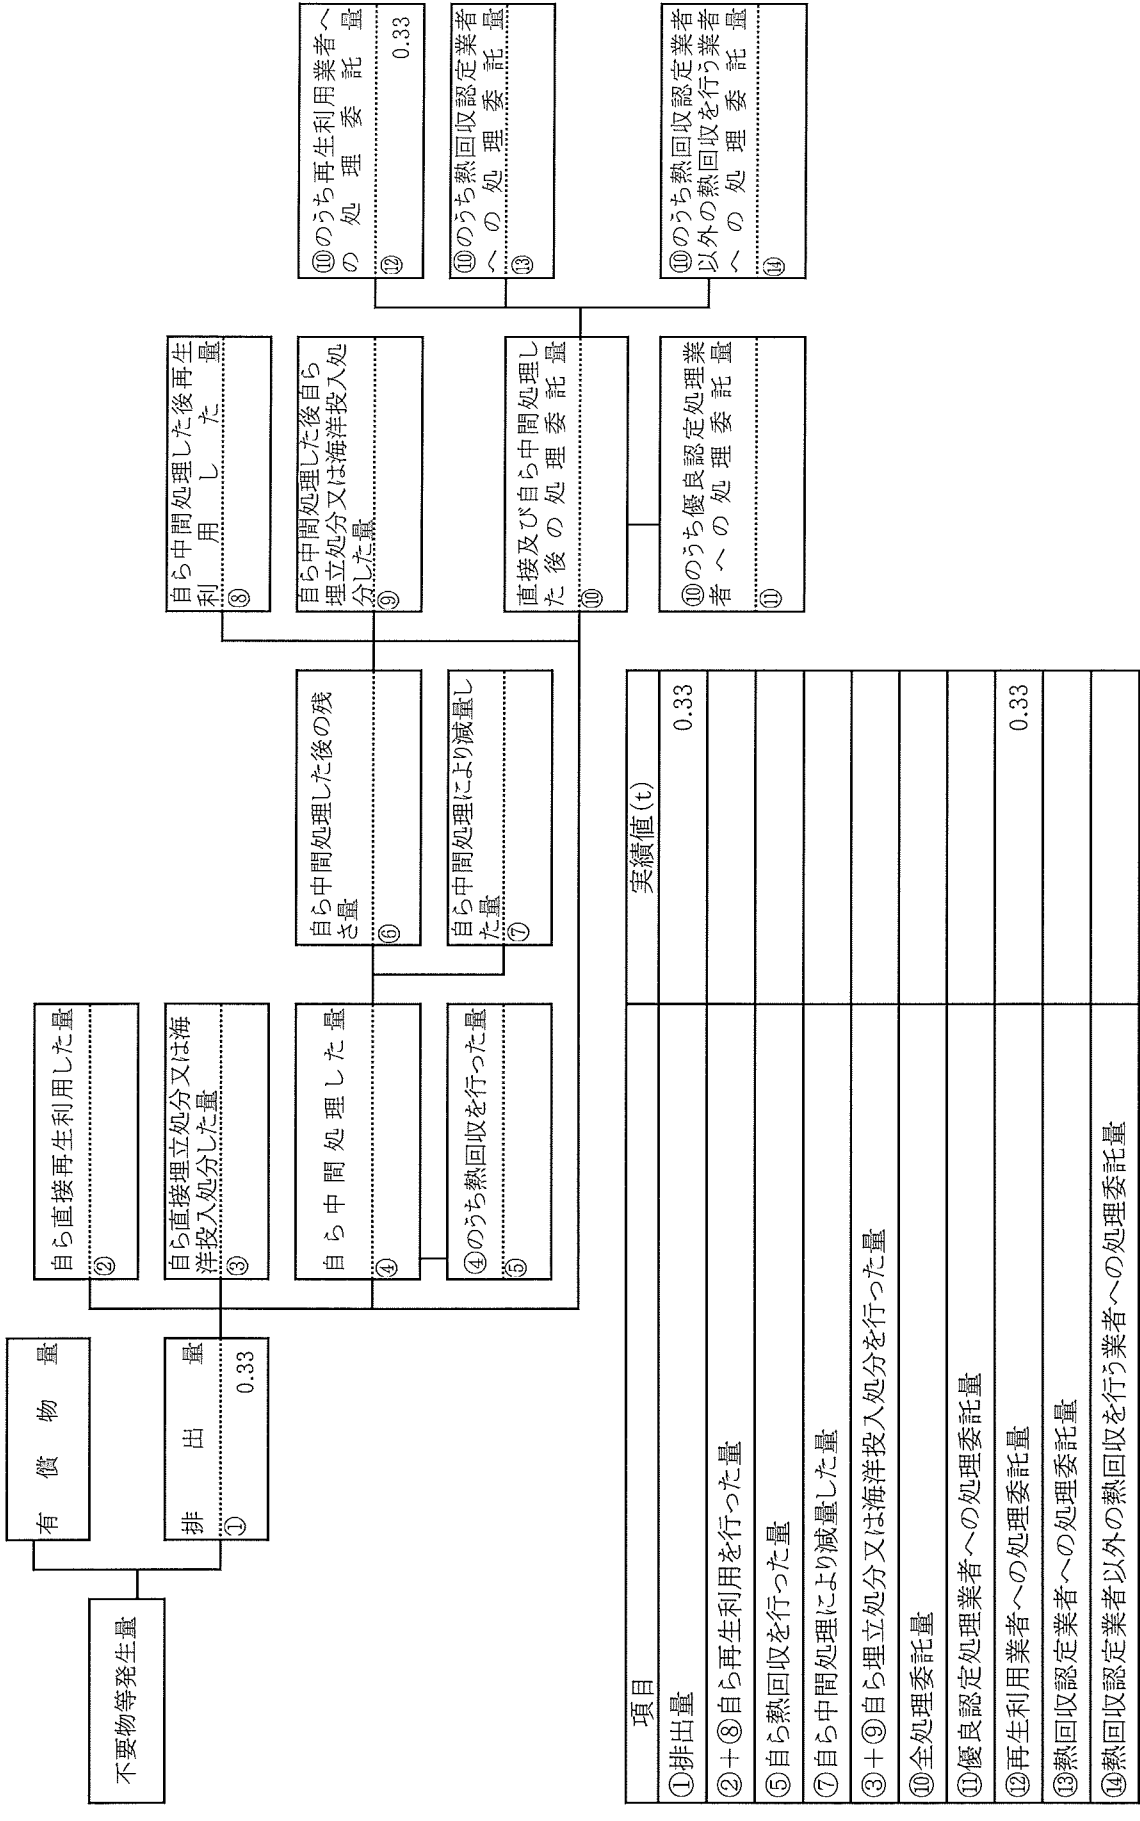 不要物等発生量
有償物量
排出量
① 0.33
自ら直接再生利用した量
②
自ら直接埋立処分又は海
洋投入処分した量
③
自ら中間処理した量
④
④のうち熱回収を行った量
⑤
自ら中間処理した後の残
さ量
⑥
自ら中間処理により減量し
た量
⑦
自ら中間処理した後再生
利用した量
⑧
自ら中間処理した後自ら
埋立処分又は海洋投入処
分した量
⑨
直接及び自ら中間処理し
た後の処理委託量
⑩
⑩のうち優良認定処理業
者への処理委託量
⑪
⑩のうち再生利用業者へ
の処理委託量
⑫ 0.33
⑩のうち熱回収認定業者
への処理委託量
⑬
⑩のうち熱回収認定業者
以外の熱回収を行う業者
への処理委託量
⑭
項目 実績値(t)
①排出量 0.33
②+⑧自ら再生利用を行った量
⑤自ら熱回収を行った量
⑦自ら中間処理により減量した量
③+⑨自ら埋立処分又は海洋投入処分を行った量
⑩全処理委託量
⑪優良認定処理業者への処理委託量
⑫再生利用業者への処理委託量 0.33
⑬熱回収認定業者への処理委託量
⑭熱回収認定業者以外の熱回収を行う業者への処理委託量